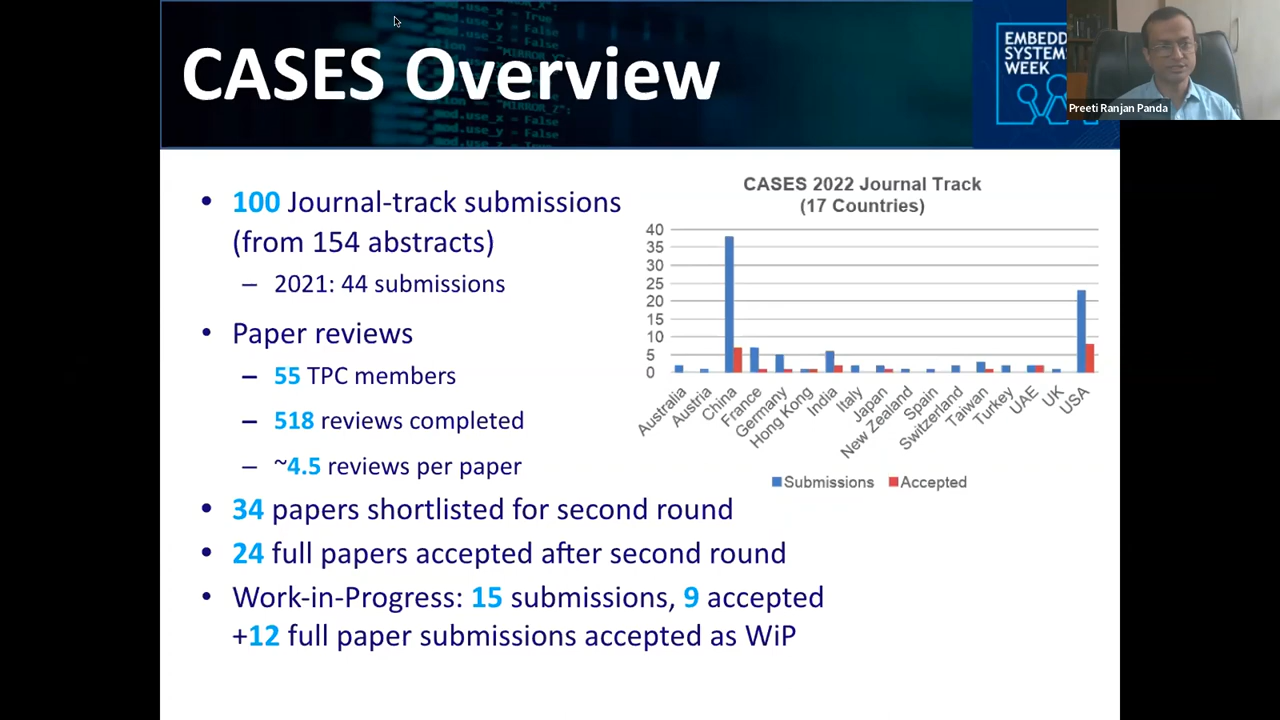 CASES Overview
EMBEDD
SYSTEM
WEEK
Preeti Ranjan Panda
• 100 Journal-track submissions
(from 154 abstracts)
– 2021: 44 submissions
• Paper reviews
– 55 TPC members
– 518 reviews completed
– ~4.5 reviews per paper
• 34 papers shortlisted for second round
• 24 full papers accepted after second round
• Work-in-Progress: 15 submissions, 9 accepted
+12 full paper submissions accepted as WiP
CASES 2022 Journal Track
(17 Countries)
40
35
30
25
20
15
10
5
0
Australia
Austria
China
France
Germany
Hong Kong
India
Italy
Japan
New Zealand
Spain
Switzerland
Taiwan
Turkey
UAE
UK
USA
Submissions Accepted